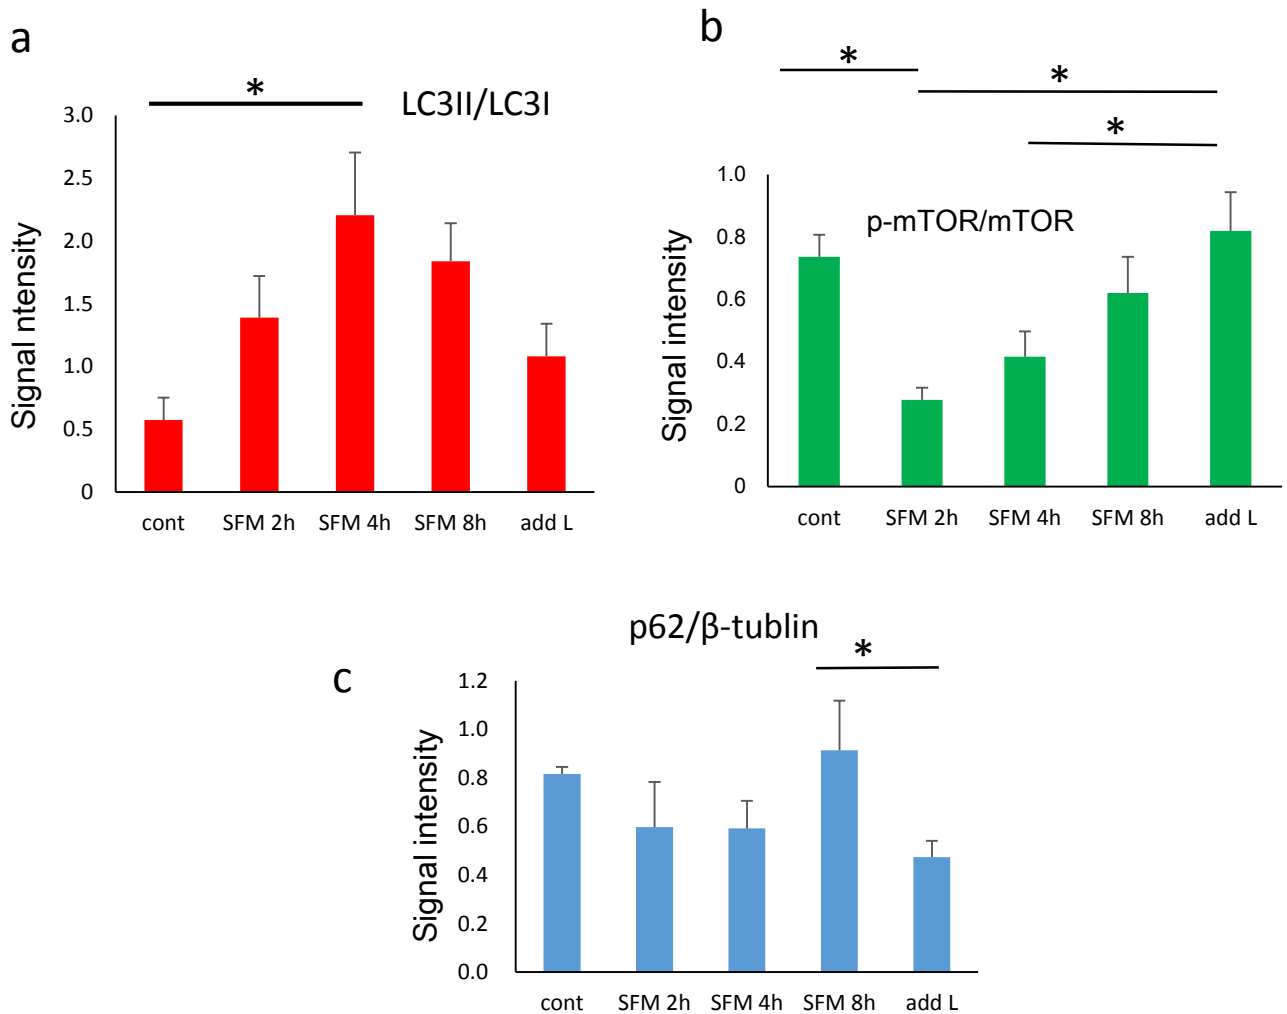 a
*
LC3II/LC3I
Signal ntensity
3.0
2.5
2.0
1.5
1.0
0.5
0
cont SFM 2h SFM 4h SFM 8h add L
b
*
*
*
p-mTOR/mTOR
Signal intensity
1.0
0.8
0.6
0.4
0.2
0
cont SFM 2h SFM 4h SFM 8h add L
c
p62/β-tublin
*
Signal intensity
1.2
1.0
0.8
0.6
0.4
0.2
0.0
cont SFM 2h SFM 4h SFM 8h add L